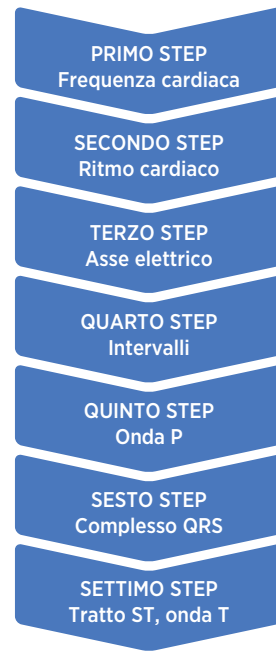 PRIMO STEP
Frequenza cardiaca
SECONDO STEP
Ritmo cardiaco
TERZO STEP
Asse elettrico
QUARTO STEP
Intervalli
QUINTO STEP
Onda P
SESTO STEP
Complesso QRS
SETTIMO STEP
Tratto ST, onda T